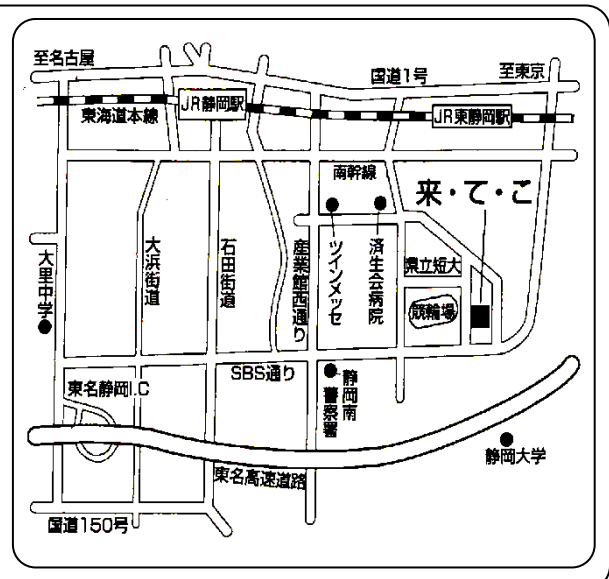 至名古屋
国道1号
至東京
JR静岡駅
東海道本線
JR東静岡駅
南幹線
来・て・こ
大里中学
大浜街道
石田街道
産業館西通り
ツインメッセ
済生会病院
県立短大
競輪場
SBS通り
静岡南
警察署
東名静岡I.C
静岡大学
東名高速道路
国道150号